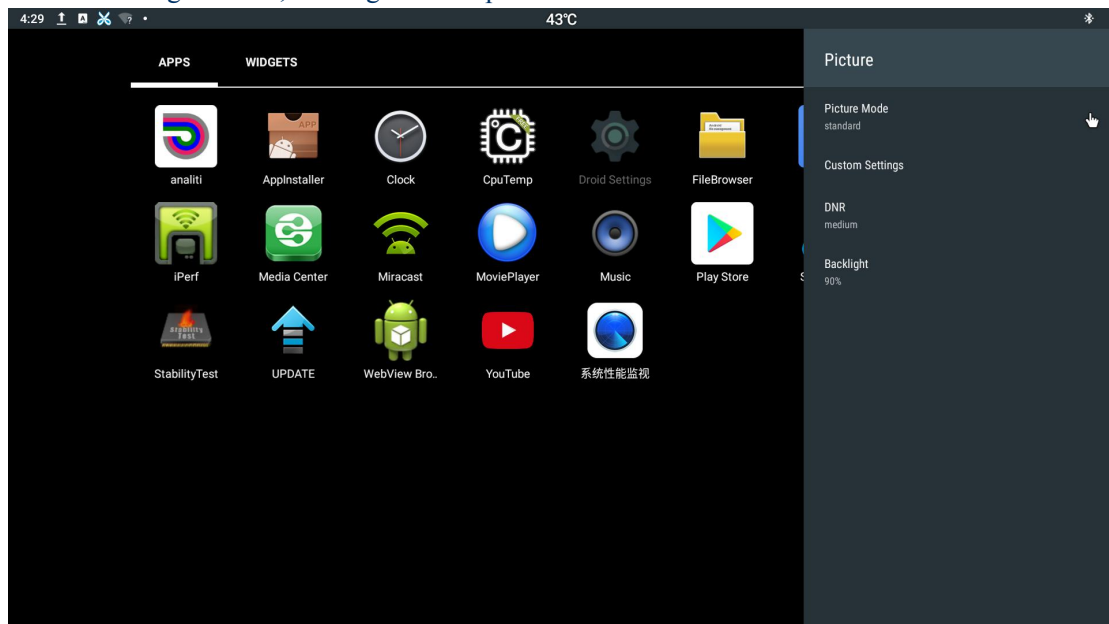 4:29
43℃
APPS WIDGETS
analiti AppInstaller Clock CpuTemp Droid Settings FileBrowser
iPerf Media Center Miracast MoviePlayer Music Play Store S
StabilityTest UPDATE WebView Bro.. YouTube 系统性能监视
Picture
Picture Mode
standard
Custom Settings
DNR
medium
Backlight
90%